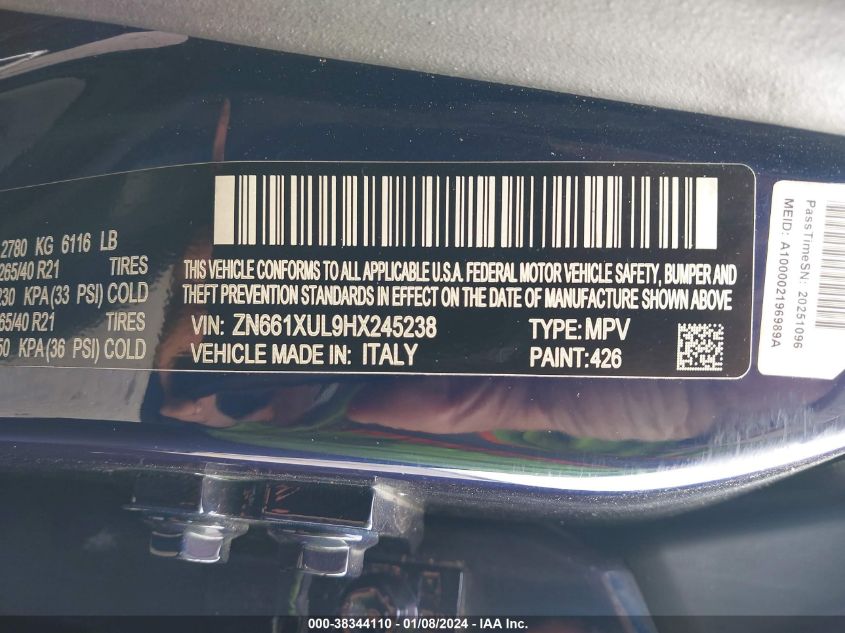 2780 KG 6116 LB
265/40 R21 TIRES
230 KPA(33 PSI) COLD
65/40 R21 TIRES
50 KPA(36 PSI) COLD
THIS VEHICLE CONFORMS TO ALL APPLICABLE U.S.A. FEDERAL MOTOR VEHICLE SAFETY, BUMPER AND
THEFT PREVENTION STANDARDS IN EFFECT ON THE DATE OF MANUFACTURE SHOWN ABOVE
VIN: ZN661XUL9HX245238 TYPE: MPV
VEHICLE MADE IN: ITALY PAINT:426
PassTimeSN: 20251096
MEID: A100002196989A
000-38344110 - 01/08/2024 - IAA Inc.